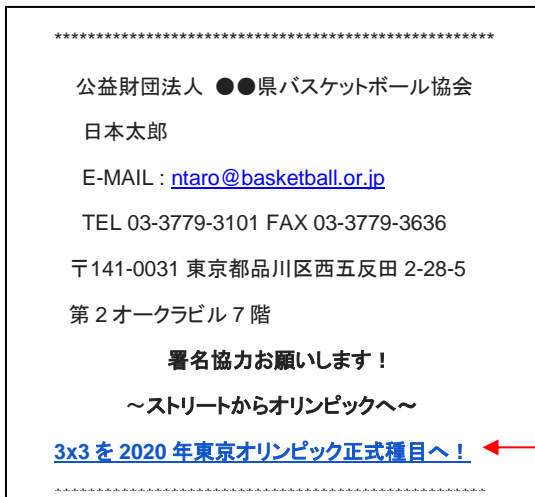 *****************************************************
公益財団法人 ●●県バスケットボール協会
日本太郎
E-MAIL : ntaro@basketball.or.jp
TEL 03-3779-3101 FAX 03-3779-3636
〒141-0031 東京都品川区西五反田 2-28-5
第 2 オークラビル 7 階
署名協力お願いします！
～ストリートからオリンピックへ～
3x3 を 2020 年東京オリンピック正式種目へ！
****************************************************